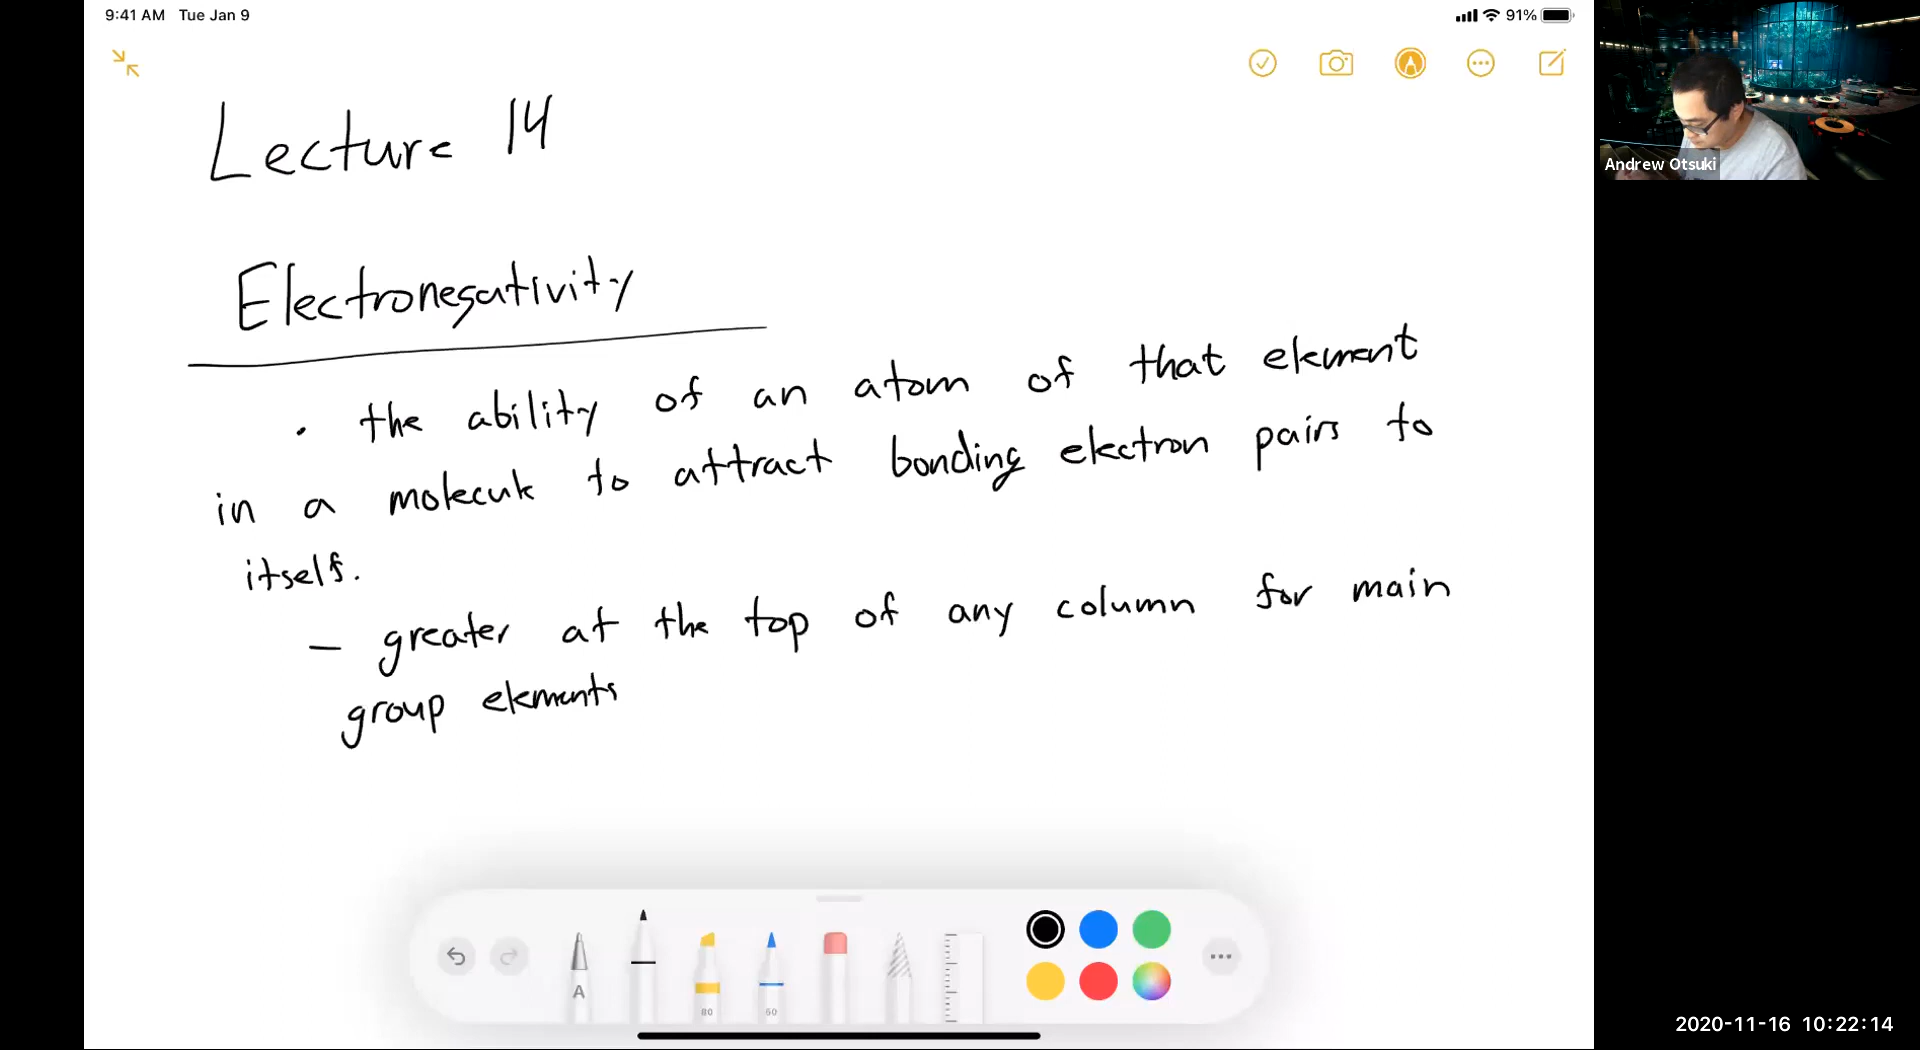 9:41 AM Tue Jan 9
91%
Lecture 14
Andrew Otsuki
Electronegativity
. the ability of an atom of that element
in a molecule to attract bonding electron pairs to
itself.
– greater at the top of any column for main
group elements
A
80
60
2020-11-16 10:22:14